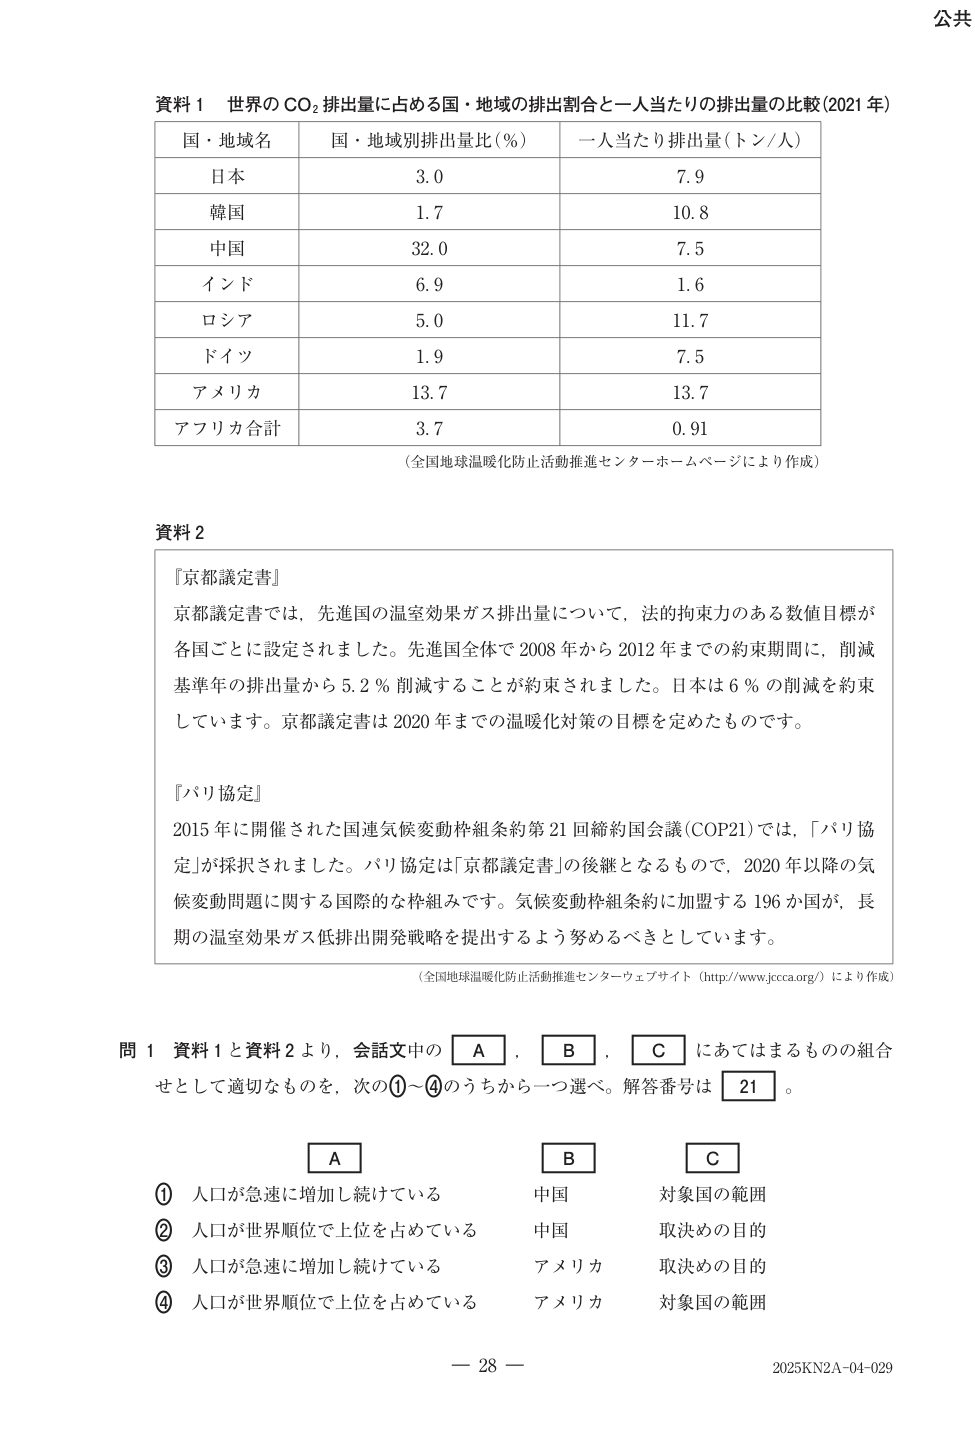 公共
資料1 世界のCO₂排出量に占める国・地域の排出割合と一人当たりの排出量の比較(2021年)
国・地域名 国・地域別排出量比(%) 一人当たり排出量(トン/人)
日本 3.0 7.9
韓国 1.7 10.8
中国 32.0 7.5
インド 6.9 1.6
ロシア 5.0 11.7
ドイツ 1.9 7.5
アメリカ 13.7 13.7
アフリカ合計 3.7 0.91
(全国地球温暖化防止活動推進センターホームページにより作成)
資料2
『京都議定書』
京都議定書では，先進国の温室効果ガス排出量について，法的拘束力のある数値目標が
各国ごとに設定されました。先進国全体で2008年から2012年までの約束期間に，削減
基準年の排出量から5.2％削減することが約束されました。日本は6％の削減を約束
しています。京都議定書は2020年までの温暖化対策の目標を定めたものです。
『パリ協定』
2015年に開催された国連気候変動枠組条約第21回締約国会議(COP21)では，「パリ協
定」が採択されました。パリ協定は「京都議定書」の後継となるもので，2020年以降の気
候変動問題に関する国際的な枠組みです。気候変動枠組条約に加盟する196か国が，長
期の温室効果ガス低排出開発戦略を提出するよう努めるべきとしています。
(全国地球温暖化防止活動推進センターウェブサイト (http://www.jccca.org/) により作成)
問1 資料1と資料2より，会話文中の A ， B ， C にあてはまるものの組合
せとして適切なものを，次の①～④のうちから一つ選べ。解答番号は 21 。
A B C
① 人口が急速に増加し続けている 中国 対象国の範囲
② 人口が世界順位で上位を占めている 中国 取決めの目的
③ 人口が急速に増加し続けている アメリカ 取決めの目的
④ 人口が世界順位で上位を占めている アメリカ 対象国の範囲
― 28 ―
2025KN2A-04-029